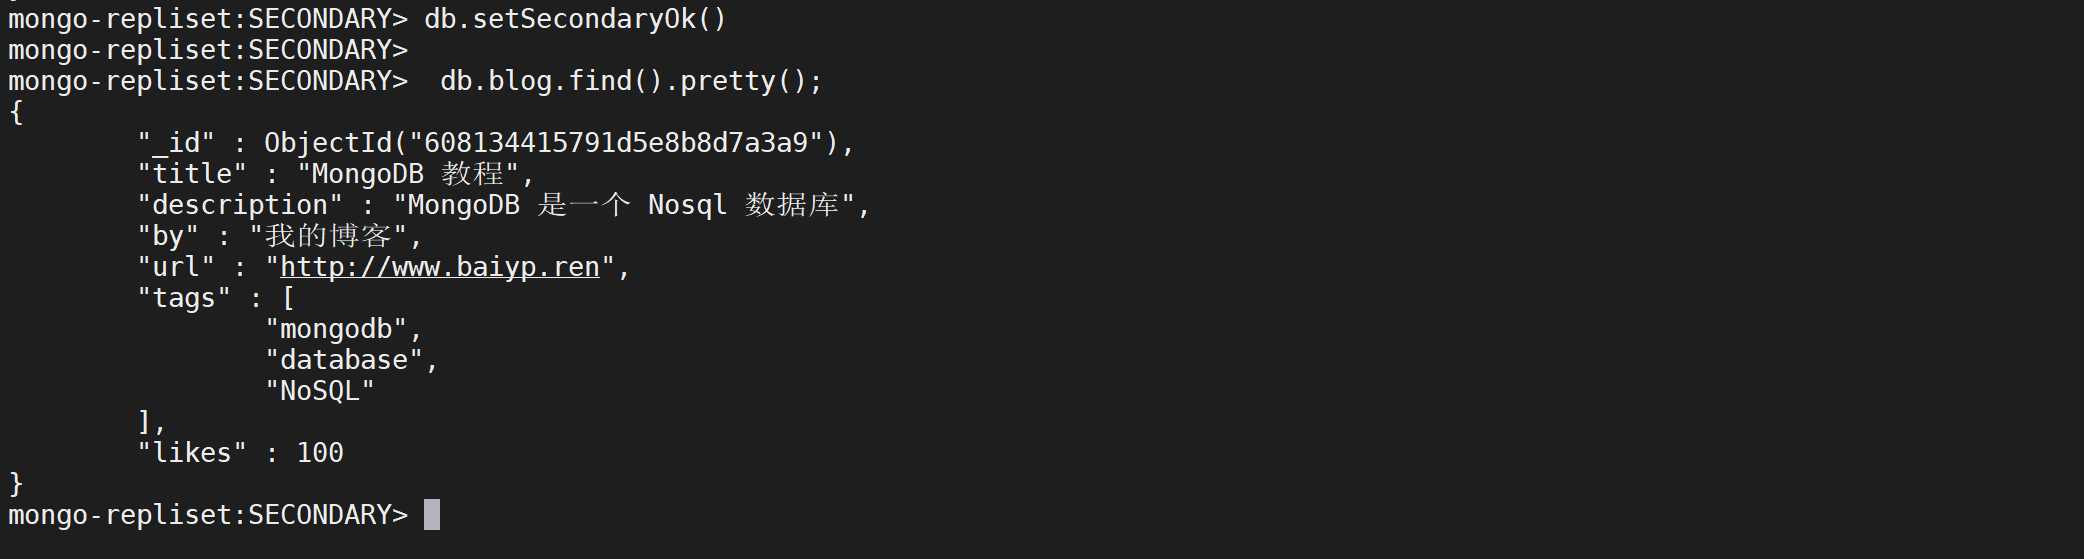 mongo-repliset:SECONDARY> db.setSecondaryOk()
mongo-repliset:SECONDARY>
mongo-repliset:SECONDARY>  db.blog.find().pretty();
{
        "_id" : ObjectId("608134415791d5e8b8d7a3a9"),
        "title" : "MongoDB 教程",
        "description" : "MongoDB 是一个 Nosql 数据库",
        "by" : "我的博客",
        "url" : "http://www.baiyp.ren",
        "tags" : [
                "mongodb",
                "database",
                "NoSQL"
        ],
        "likes" : 100
}
mongo-repliset:SECONDARY>